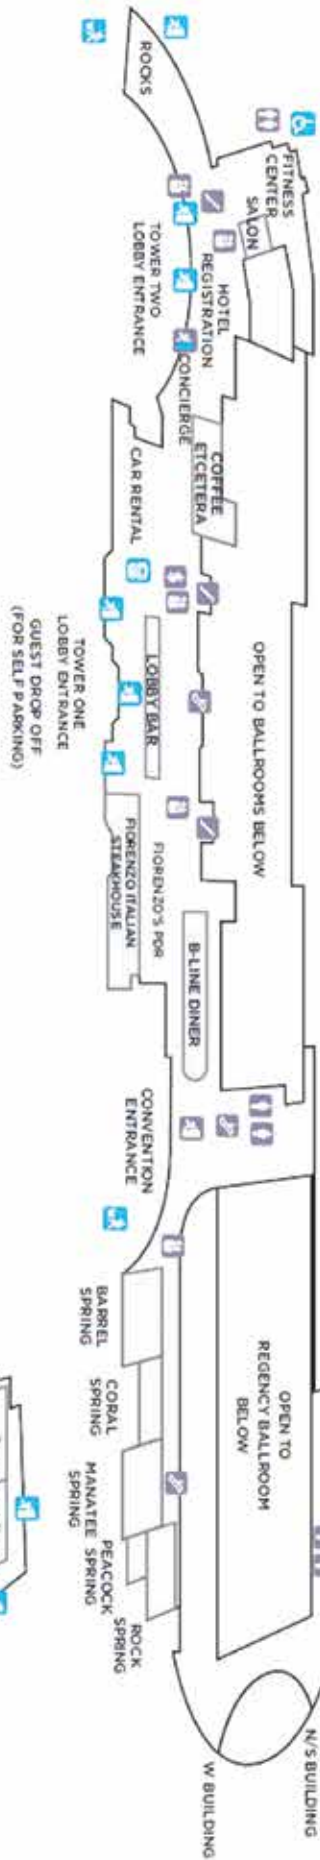 ROCKS
FITNESS
CENTER
SALON
TOWER TWO
LOBBY ENTRANCE
HOTEL
REGISTRATION
CONCIERGE
COFFEE
ETCETERA
CAR RENTAL
OPEN TO BALLROOMS BELOW
LOBBY BAR
TOWER ONE
LOBBY ENTRANCE
GUEST DROP OFF
(FOR SELF PARKING)
FIORENZO ITALIAN
STEAKHOUSE
FIORENZO'S PDR
B-LINE DINER
CONVENTION
ENTRANCE
BARREL
SPRING
CORAL
SPRING
MANATEE
SPRING
PEACOCK
SPRING
ROCK
SPRING
OPEN TO
REGENCY BALLROOM
BELOW
W BUILDING
N/S BUILDING